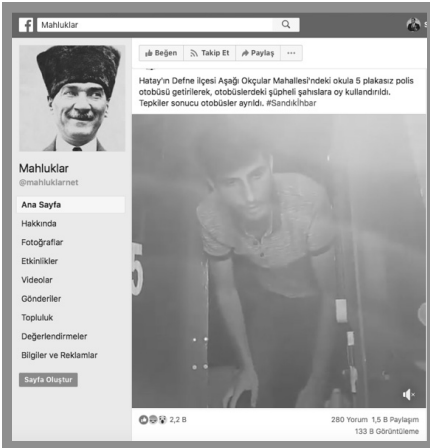 Mahluklar
Beğen
Takip Et
Paylaş
Hatay'ın Defne ilçesi Aşağı Okçular Mahallesi'ndeki okula 5 plakasız polis
otobüsü getirilerek, otobüslerdeki şüpheli şahıslara oy kullandırıldı.
Tepkiler sonucu otobüsler ayrıldı. #Sandıkİhbar
Mahluklar
@mahluklarnet
Ana Sayfa
Hakkında
Fotoğraflar
Etkinlikler
Videolar
Gönderiler
Topluluk
Değerlendirmeler
Bilgiler ve Reklamlar
Sayfa Oluştur
5
2,2 B
280 Yorum 1,5 B Paylaşım
133 B Görüntüleme